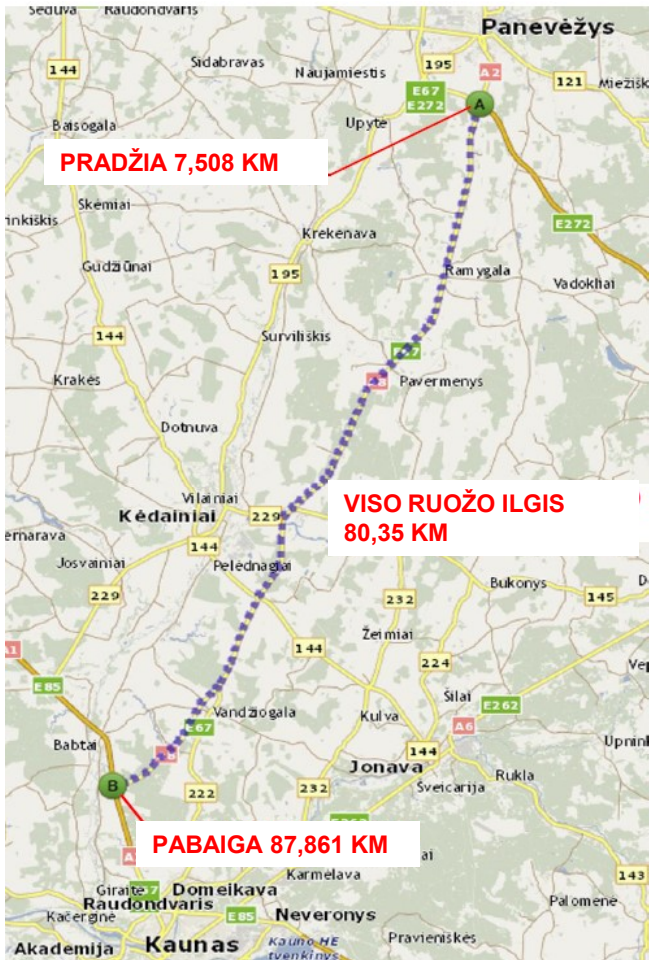 Šeduva
Raudondvaris
Panevėžys
144
Sidabravas
Naujamiestis
195
A2
121
E67
E272
A
Upytė
Baisogala
PRADŽIA 7,508 KM
Skėmiai
Krekenava
E272
Gudžiūnai
195
Ramygala
Vadokliai
144
Surviliškis
Krakės
Pavermenys
Dotnuva
Vilainiai
VISO RUOŽO ILGIS
80,35 KM
Kėdainiai
229
144
Josvainiai
Pelėdnagiai
Bukonys
229
232
145
Žeimiai
144
224
E85
Šilai
E262
Vandžiogala
Kulva
A6
E67
Babtai
144
Jonava
Rukla
B
222
232
Šveicarija
PABAIGA 87,861 KM
Karmėlava
143
Giraitė
Domeikava
Raudondvaris
Palomenė
Kačerginė
E85
Neveronys
Akademija
Kaunas
Kauno HE
tvenkinys
Pravieniškės